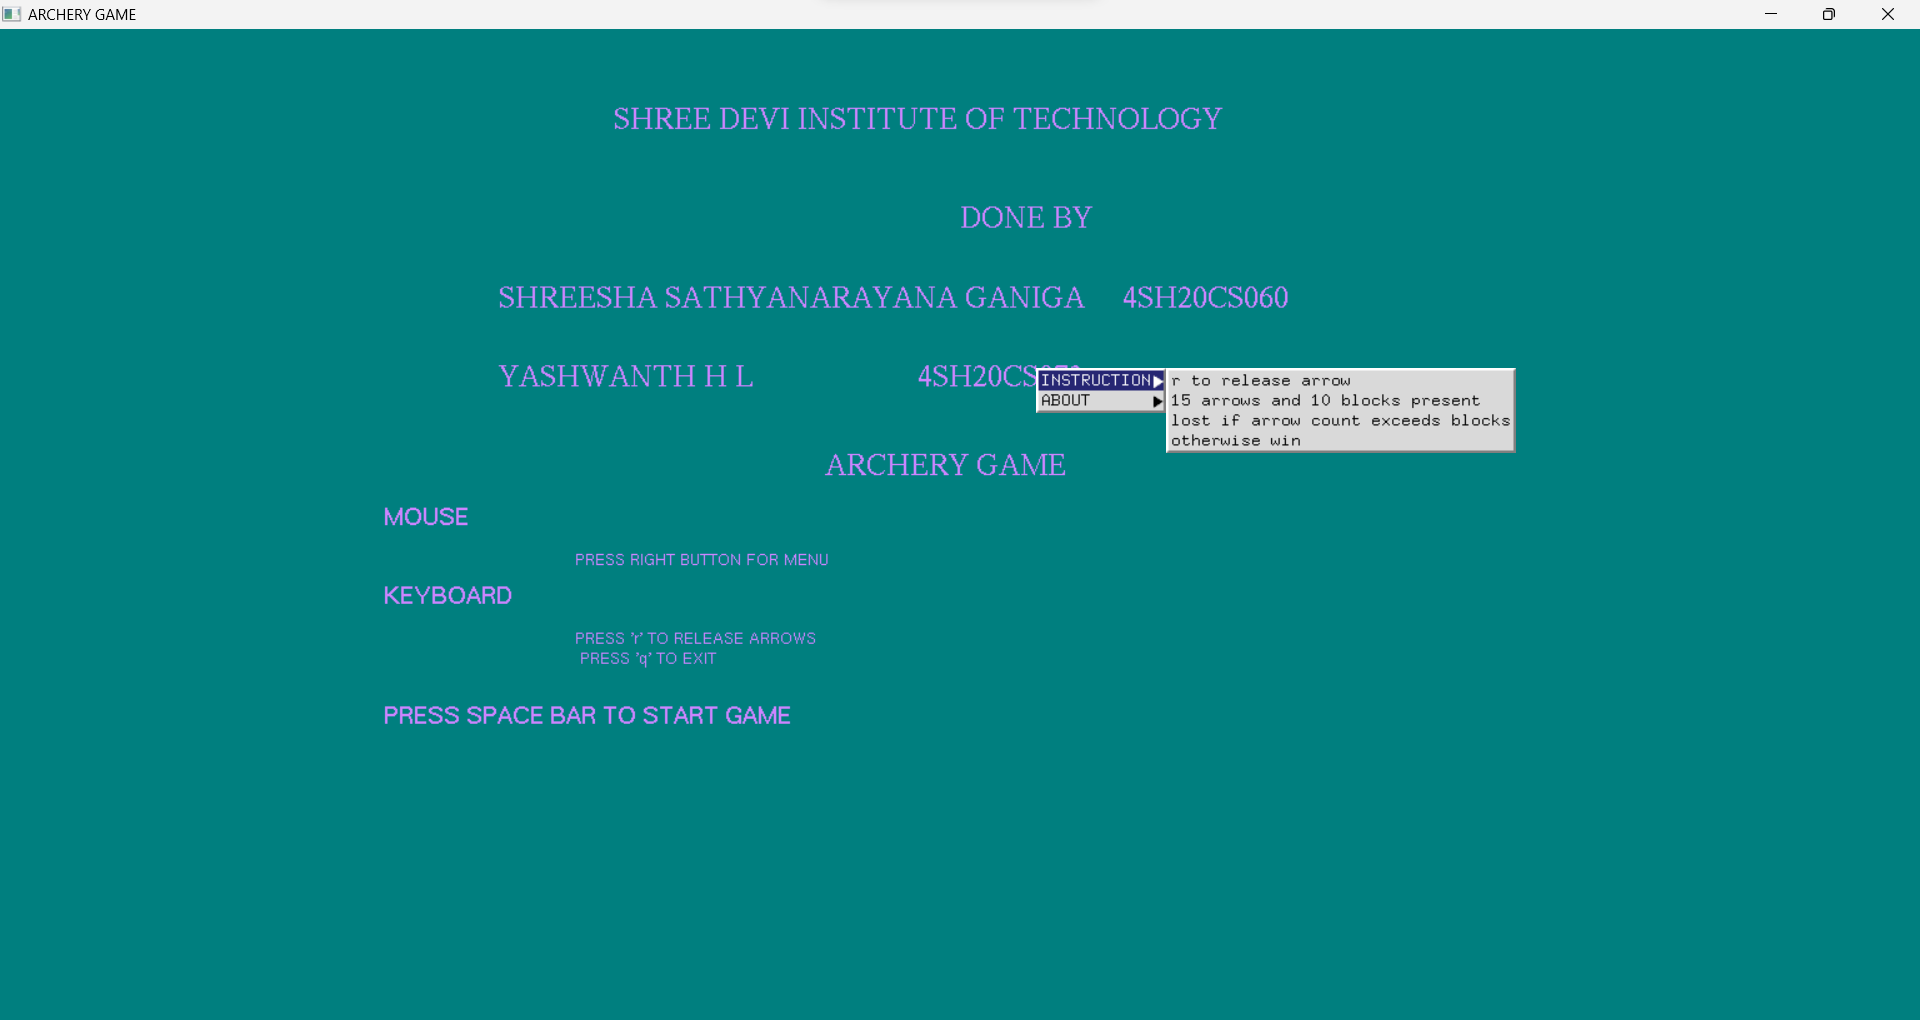 ARCHERY GAME
SHREE DEVI INSTITUTE OF TECHNOLOGY
DONE BY
SHREESHA SATHYANARAYANA GANIGA 4SH20CS060
YASHWANTH H L
INSTRUCTION
ABOUT
r to release arrow
15 arrows and 10 blocks present
lost if arrow count exceeds blocks
otherwise win
ARCHERY GAME
MOUSE
PRESS RIGHT BUTTON FOR MENU
KEYBOARD
PRESS 'r' TO RELEASE ARROWS
PRESS 'q' TO EXIT
PRESS SPACE BAR TO START GAME